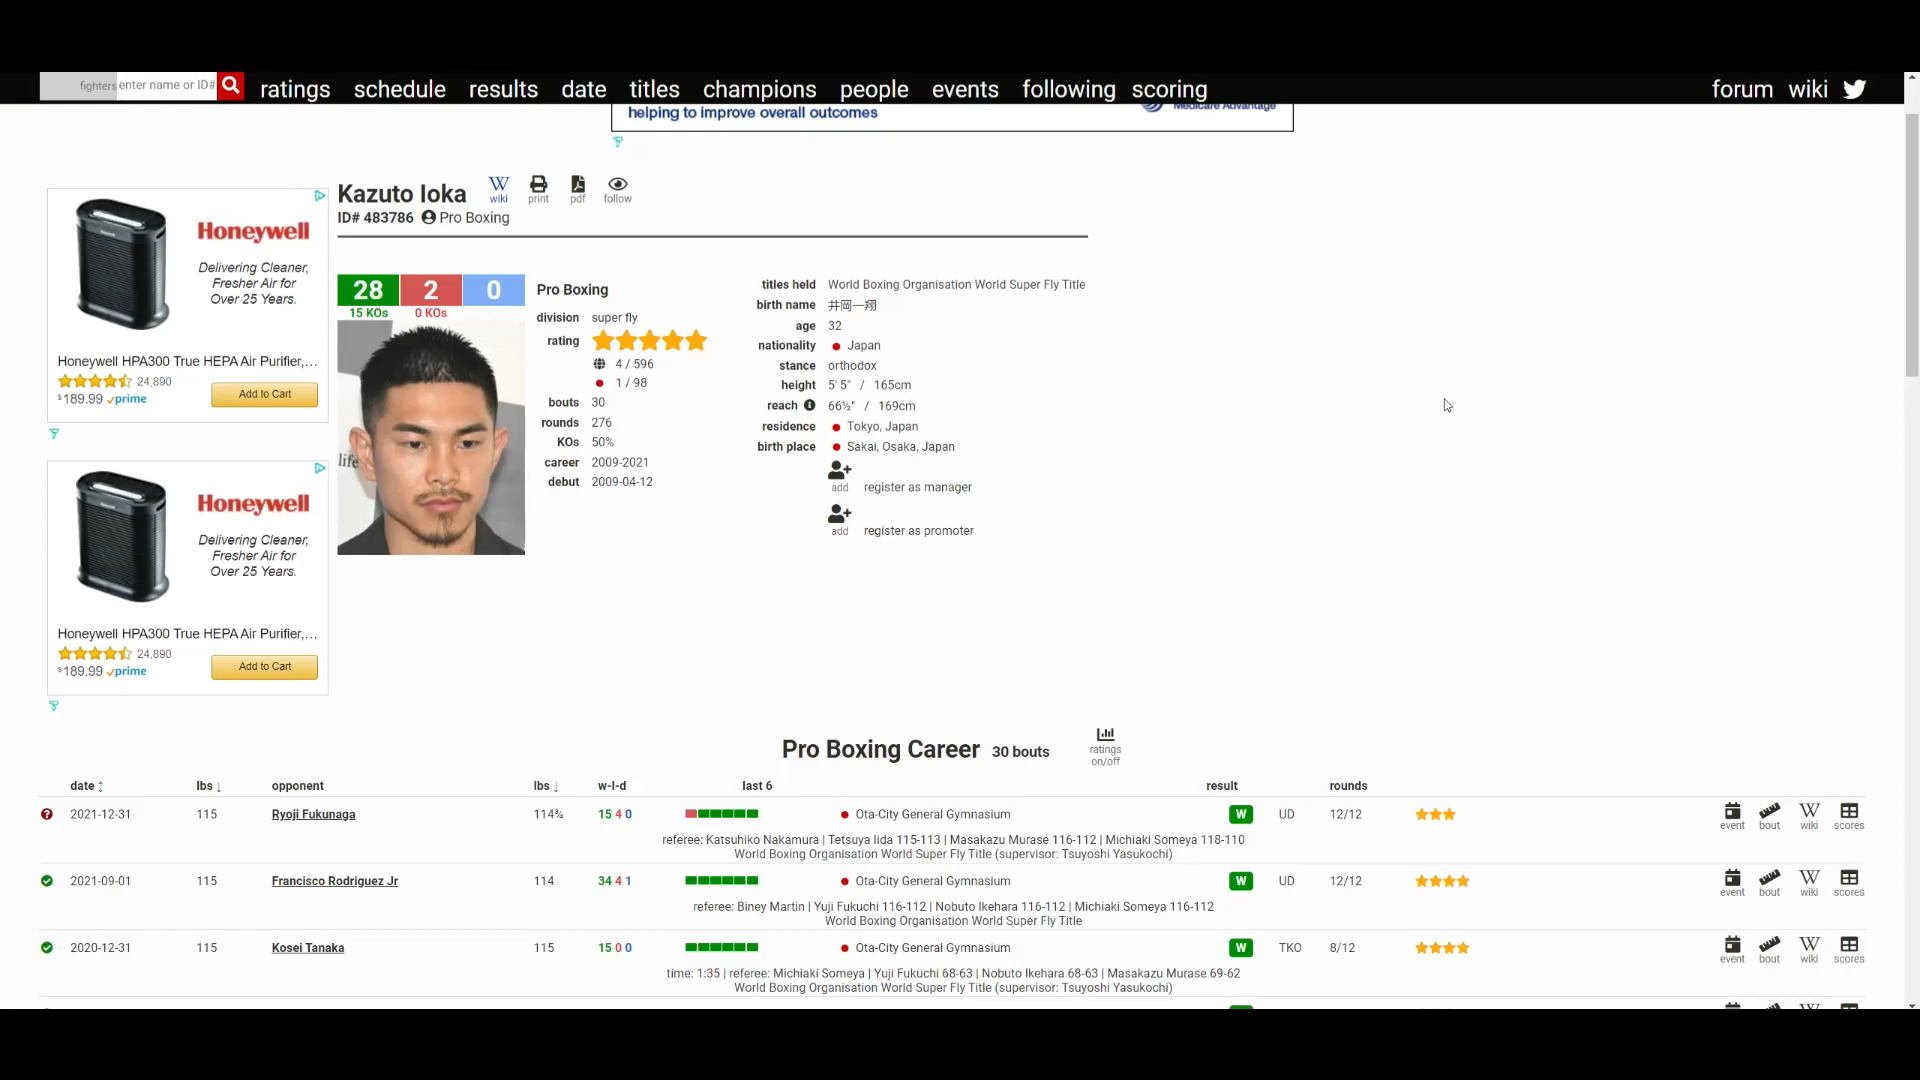 fighters enter name or ID# ratings schedule results date titles champions people events following scoring forum wiki
helping to improve overall outcomes Medicare Advantage
Kazuto Ioka wiki print pdf follow
ID# 483786 Pro Boxing
Honeywell
Delivering Cleaner,
Fresher Air for
Over 25 Years.
Honeywell HPA300 True HEPA Air Purifier,...
24,890
$189.99 prime Add to Cart
Honeywell
Delivering Cleaner,
Fresher Air for
Over 25 Years.
Honeywell HPA300 True HEPA Air Purifier,...
24,890
$189.99 prime Add to Cart
28 2 0
15 KOs 0 KOs
life
Pro Boxing
division super fly
rating
4 / 596
1 / 98
bouts 30
rounds 276
KOs 50%
career 2009-2021
debut 2009-04-12
titles held World Boxing Organisation World Super Fly Title
birth name 井岡一翔
age 32
nationality Japan
stance orthodox
height 5' 5" / 165cm
reach 66½" / 169cm
residence Tokyo, Japan
birth place Sakai, Osaka, Japan
add register as manager
add register as promoter
Pro Boxing Career 30 bouts ratings on/off
date lbs opponent lbs w-l-d last 6 result rounds
2021-12-31 115 Ryoji Fukunaga 114¾ 15 4 0 Ota-City General Gymnasium W UD 12/12 event bout wiki scores
referee: Katsuhiko Nakamura | Tetsuya Iida 115-113 | Masakazu Murase 116-112 | Michiaki Someya 118-110
World Boxing Organisation World Super Fly Title (supervisor: Tsuyoshi Yasukochi)
2021-09-01 115 Francisco Rodriguez Jr 114 34 4 1 Ota-City General Gymnasium W UD 12/12 event bout wiki scores
referee: Biney Martin | Yuji Fukuchi 116-112 | Nobuto Ikehara 116-112 | Michiaki Someya 116-112
World Boxing Organisation World Super Fly Title
2020-12-31 115 Kosei Tanaka 115 15 0 0 Ota-City General Gymnasium W TKO 8/12 event bout wiki scores
time: 1:35 | referee: Michiaki Someya | Yuji Fukuchi 68-63 | Nobuto Ikehara 68-63 | Masakazu Murase 69-62
World Boxing Organisation World Super Fly Title (supervisor: Tsuyoshi Yasukochi)